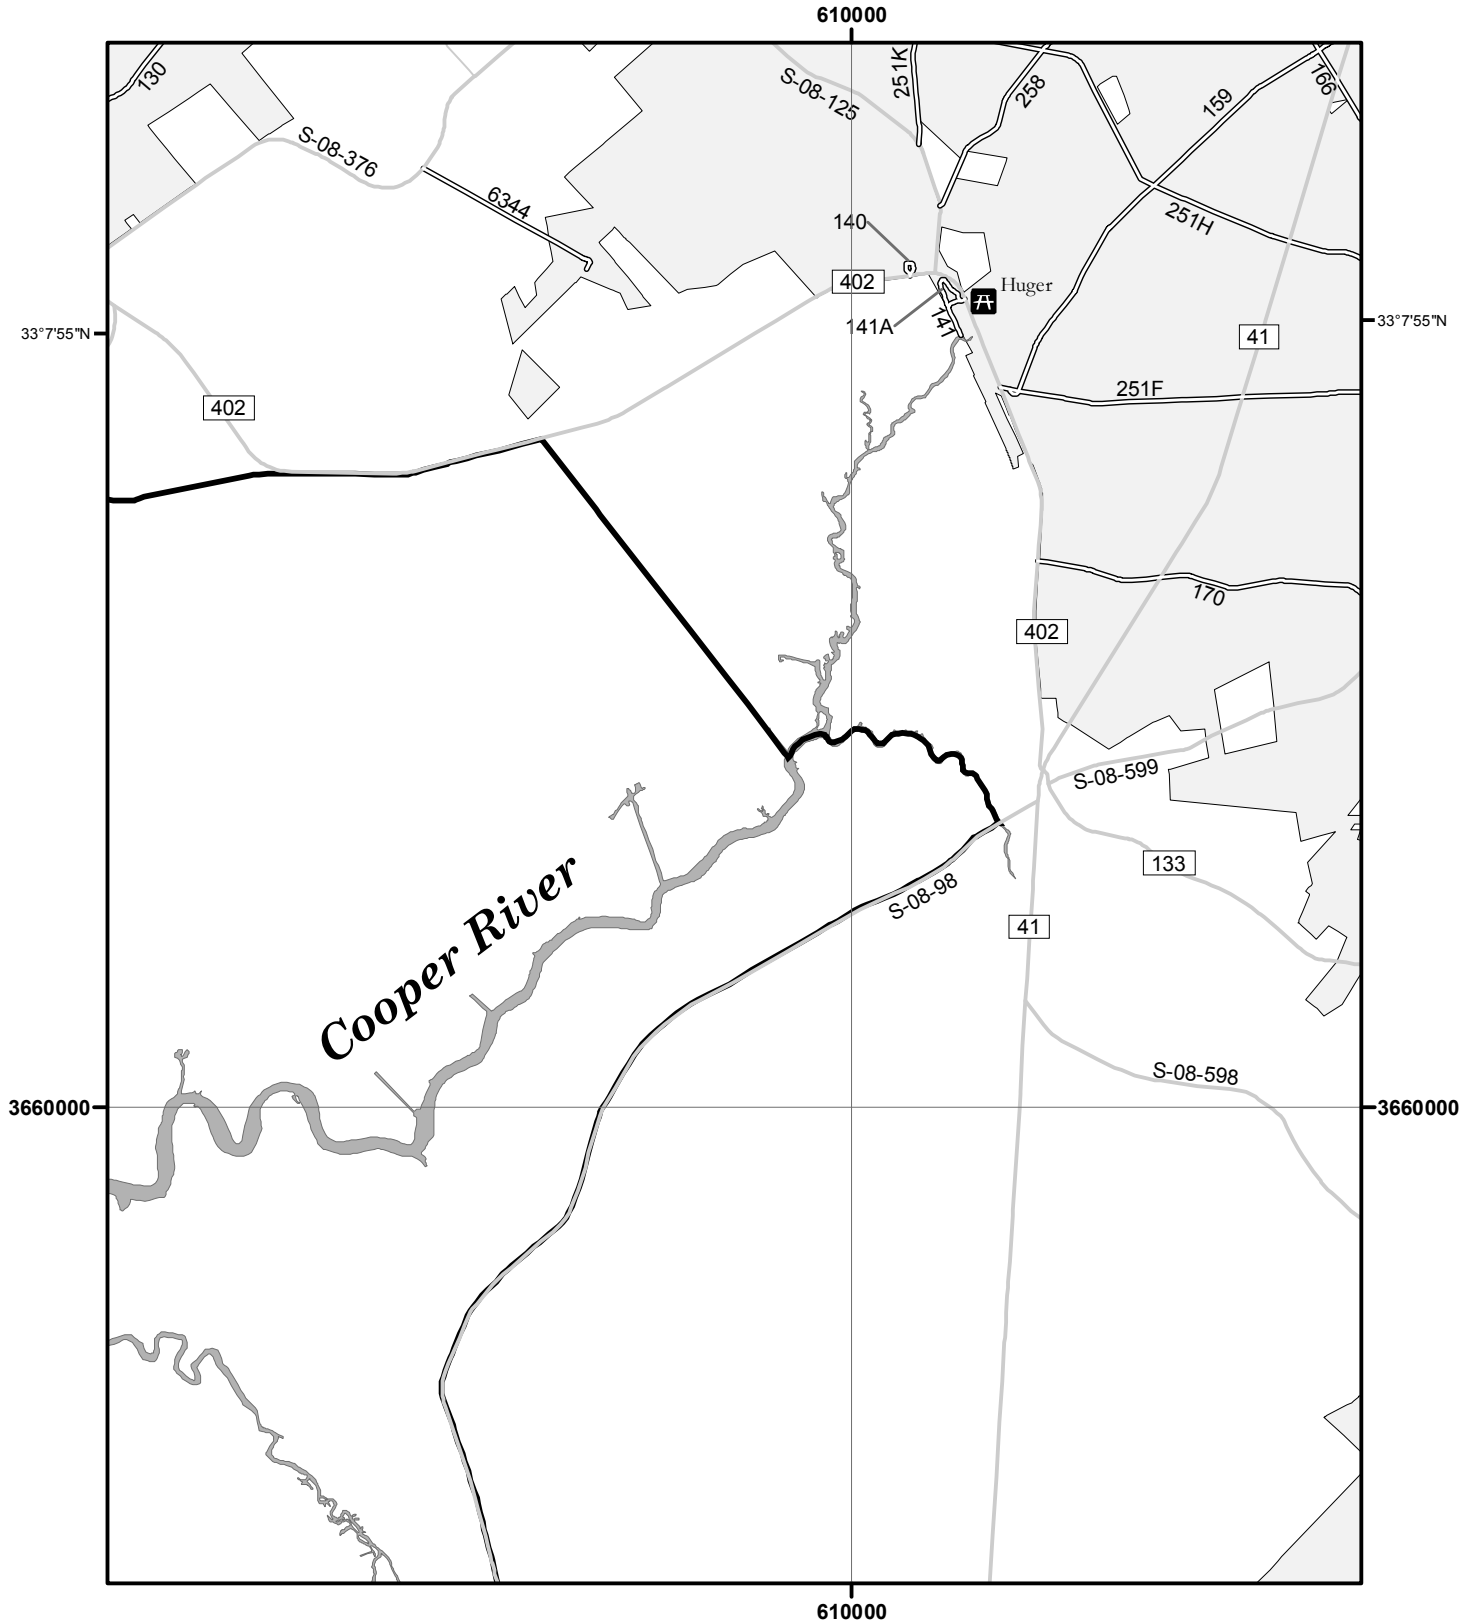 610000
130
S-08-125
251K
258
159
166
S-08-376
6344
251H
140
402
Huger
141A
141
33°7'55"N
33°7'55"N
41
251F
402
170
402
S-08-599
133
Cooper River
S-08-98
41
S-08-598
3660000
3660000
610000